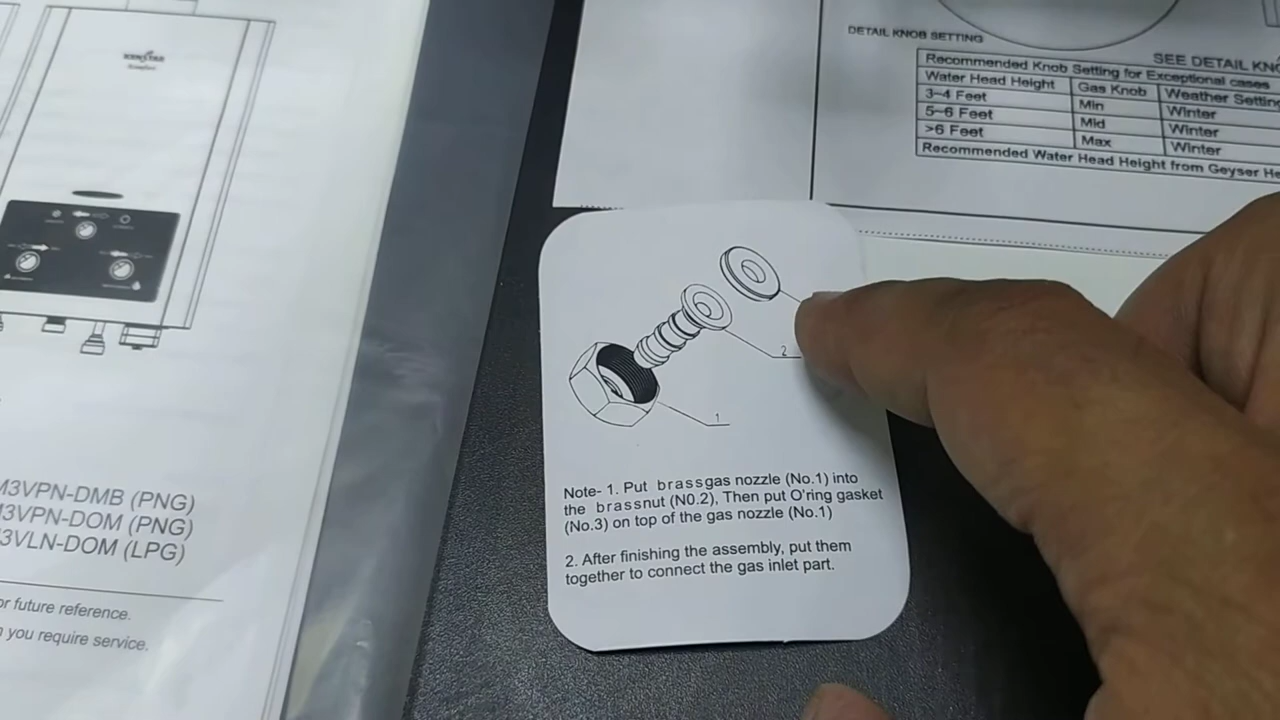 KENSTAR
M3VPN-DMB (PNG)
M3VPN-DOM (PNG)
3VLN-DOM (LPG)
or future reference.
you require service.
DETAIL KNOB SETTING
SEE DETAIL KNO
Recommended Knob Setting for Exceptional cases
Water Head Height Gas Knob Weather Setting
3-4 Feet Min Winter
5-6 Feet Mid Winter
>6 Feet Max Winter
Recommended Water Head Height from Geyser He
2
1
Note- 1. Put brassgas nozzle (No.1) into
the brassnut (N0.2), Then put O'ring gasket
(No.3) on top of the gas nozzle (No.1)
2. After finishing the assembly, put them
together to connect the gas inlet part.